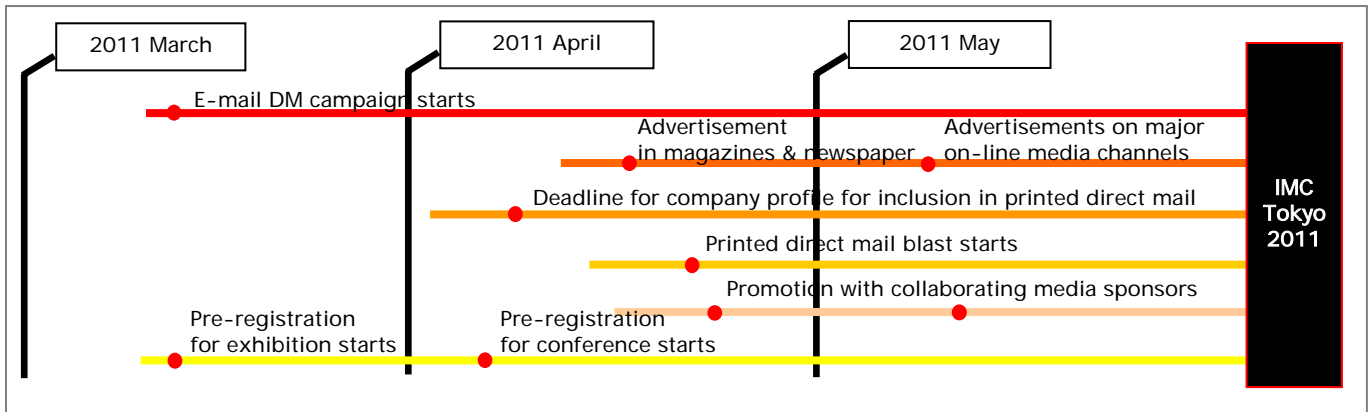 2011 March
2011 April
2011 May
E-mail DM campaign starts
Advertisement
in magazines & newspaper
Advertisements on major
on-line media channels
Deadline for company profile for inclusion in printed direct mail
Printed direct mail blast starts
Promotion with collaborating media sponsors
Pre-registration
for exhibition starts
Pre-registration
for conference starts
IMC
Tokyo
2011